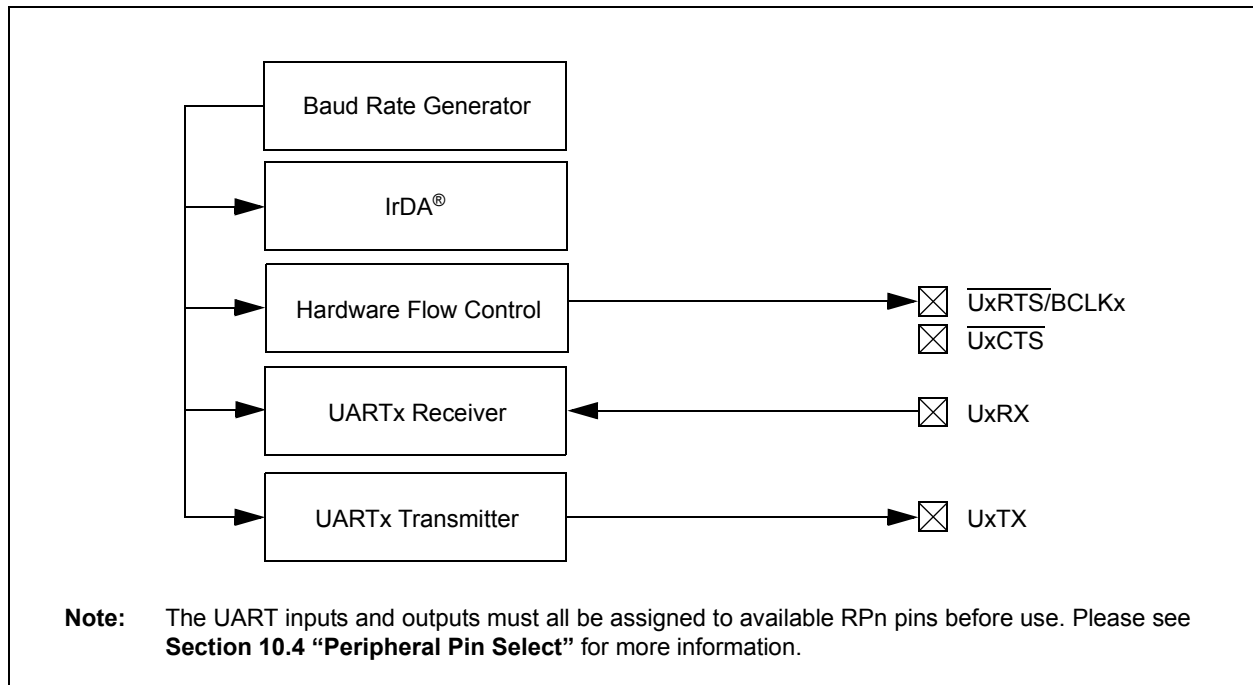 Baud Rate Generator
IrDA®
Hardware Flow Control
UxRTS/BCLKx
UxCTS
UARTx Receiver
UxRX
UARTx Transmitter
UxTX
Note: The UART inputs and outputs must all be assigned to available RPn pins before use. Please see
Section 10.4 “Peripheral Pin Select” for more information.